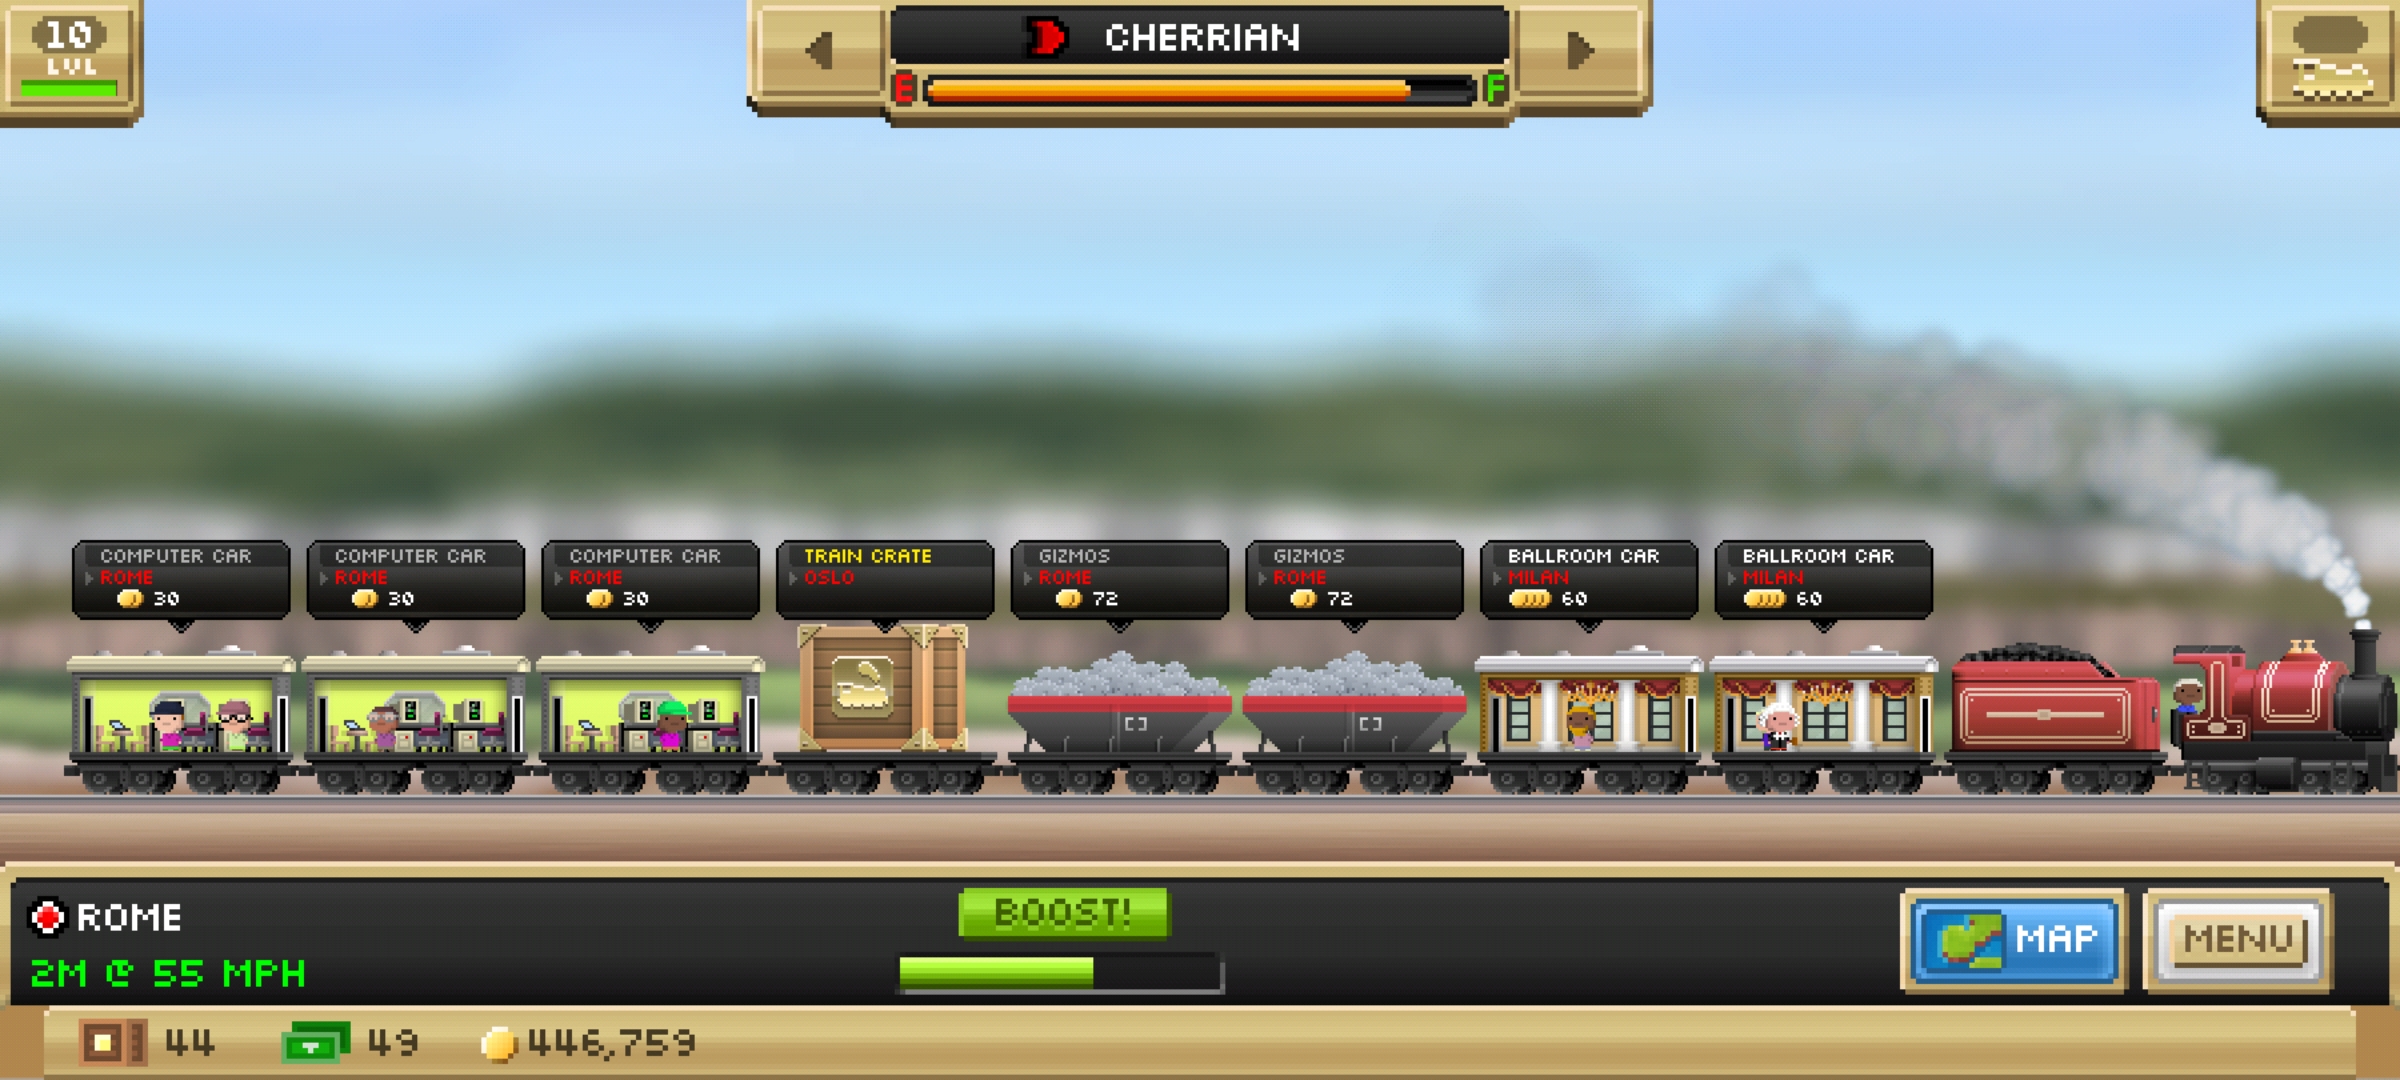 10
LVL
CHERRIAN
E F
COMPUTER CAR
ROME
30
COMPUTER CAR
ROME
30
COMPUTER CAR
ROME
30
TRAIN CRATE
OSLO
GIZMOS
ROME
72
GIZMOS
ROME
72
BALLROOM CAR
MILAN
60
BALLROOM CAR
MILAN
60
ROME
2M @ 55 MPH
BOOST!
MAP
MENU
44
49
446,759